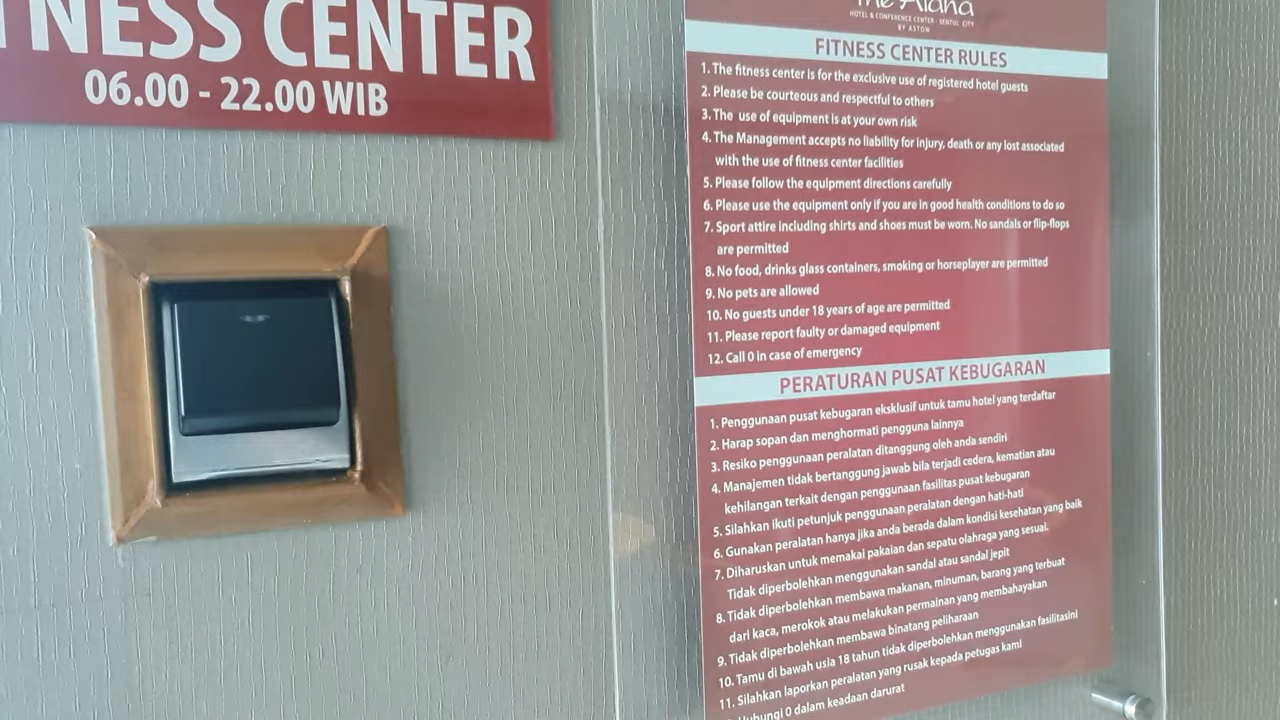 NESS CENTER
06.00 - 22.00 WIB
The Alana
HOTEL & CONFERENCE CENTER · SENTUL CITY
BY ASTON
FITNESS CENTER RULES
1. The fitness center is for the exclusive use of registered hotel guests
2. Please be courteous and respectful to others
3. The use of equipment is at your own risk
4. The Management accepts no liability for injury, death or any lost associated
with the use of fitness center facilities
5. Please follow the equipment directions carefully
6. Please use the equipment only if you are in good health conditions to do so
7. Sport attire including shirts and shoes must be worn. No sandals or flip-flops
are permitted
8. No food, drinks glass containers, smoking or horseplayer are permitted
9. No pets are allowed
10. No guests under 18 years of age are permitted
11. Please report faulty or damaged equipment
12. Call 0 in case of emergency
PERATURAN PUSAT KEBUGARAN
1. Penggunaan pusat kebugaran eksklusif untuk tamu hotel yang terdaftar
2. Harap sopan dan menghormati pengguna lainnya
3. Resiko penggunaan peralatan ditanggung oleh anda sendiri
4. Manajemen tidak bertanggung jawab bila terjadi cedera, kematian atau
kehilangan terkait dengan penggunaan fasilitas pusat kebugaran
5. Silahkan ikuti petunjuk penggunaan peralatan dengan hati-hati
6. Gunakan peralatan hanya jika anda berada dalam kondisi kesehatan yang baik
7. Diharuskan untuk memakai pakaian dan sepatu olahraga yang sesuai.
Tidak diperbolehkan menggunakan sandal atau sandal jepit
8. Tidak diperbolehkan membawa makanan, minuman, barang yang terbuat
dari kaca, merokok atau melakukan permainan yang membahayakan
9. Tidak diperbolehkan membawa binatang peliharaan
10. Tamu di bawah usia 18 tahun tidak diperbolehkan menggunakan fasilitasini
11. Silahkan laporkan peralatan yang rusak kepada petugas kami
Hubungi 0 dalam keadaan darurat